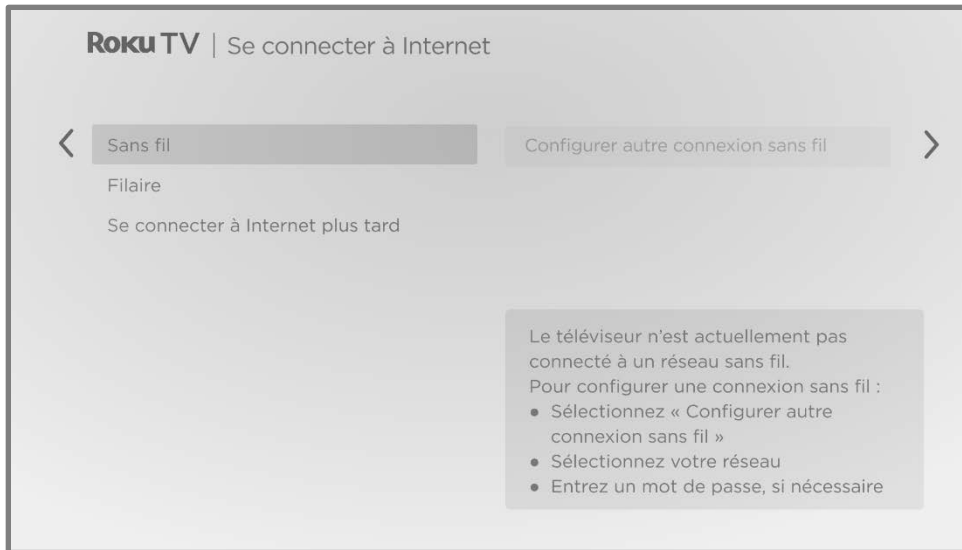 Roku TV | Se connecter à Internet
Sans fil
Configurer autre connexion sans fil
Filaire
Se connecter à Internet plus tard
Le téléviseur n’est actuellement pas
connecté à un réseau sans fil.
Pour configurer une connexion sans fil :
● Sélectionnez « Configurer autre
connexion sans fil »
● Sélectionnez votre réseau
● Entrez un mot de passe, si nécessaire